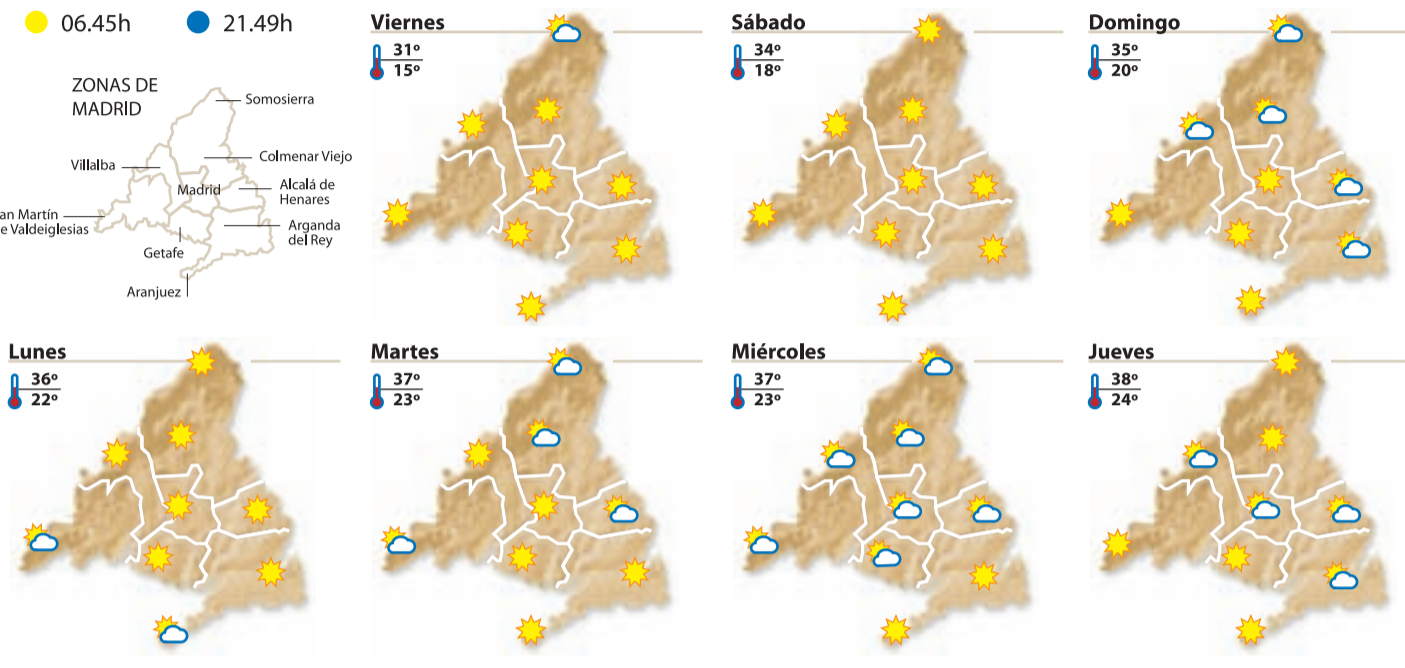 06.45h
21.49h
ZONAS DE
MADRID
Somosierra
Colmenar Viejo
Villalba
Madrid
Alcalá de
Henares
an Martín
e Valdeiglesias
Arganda
del Rey
Getafe
Aranjuez
Viernes
31º
15º
Sábado
34º
18º
Domingo
35º
20º
Lunes
36º
22º
Martes
37º
23º
Miércoles
37º
23º
Jueves
38º
24º